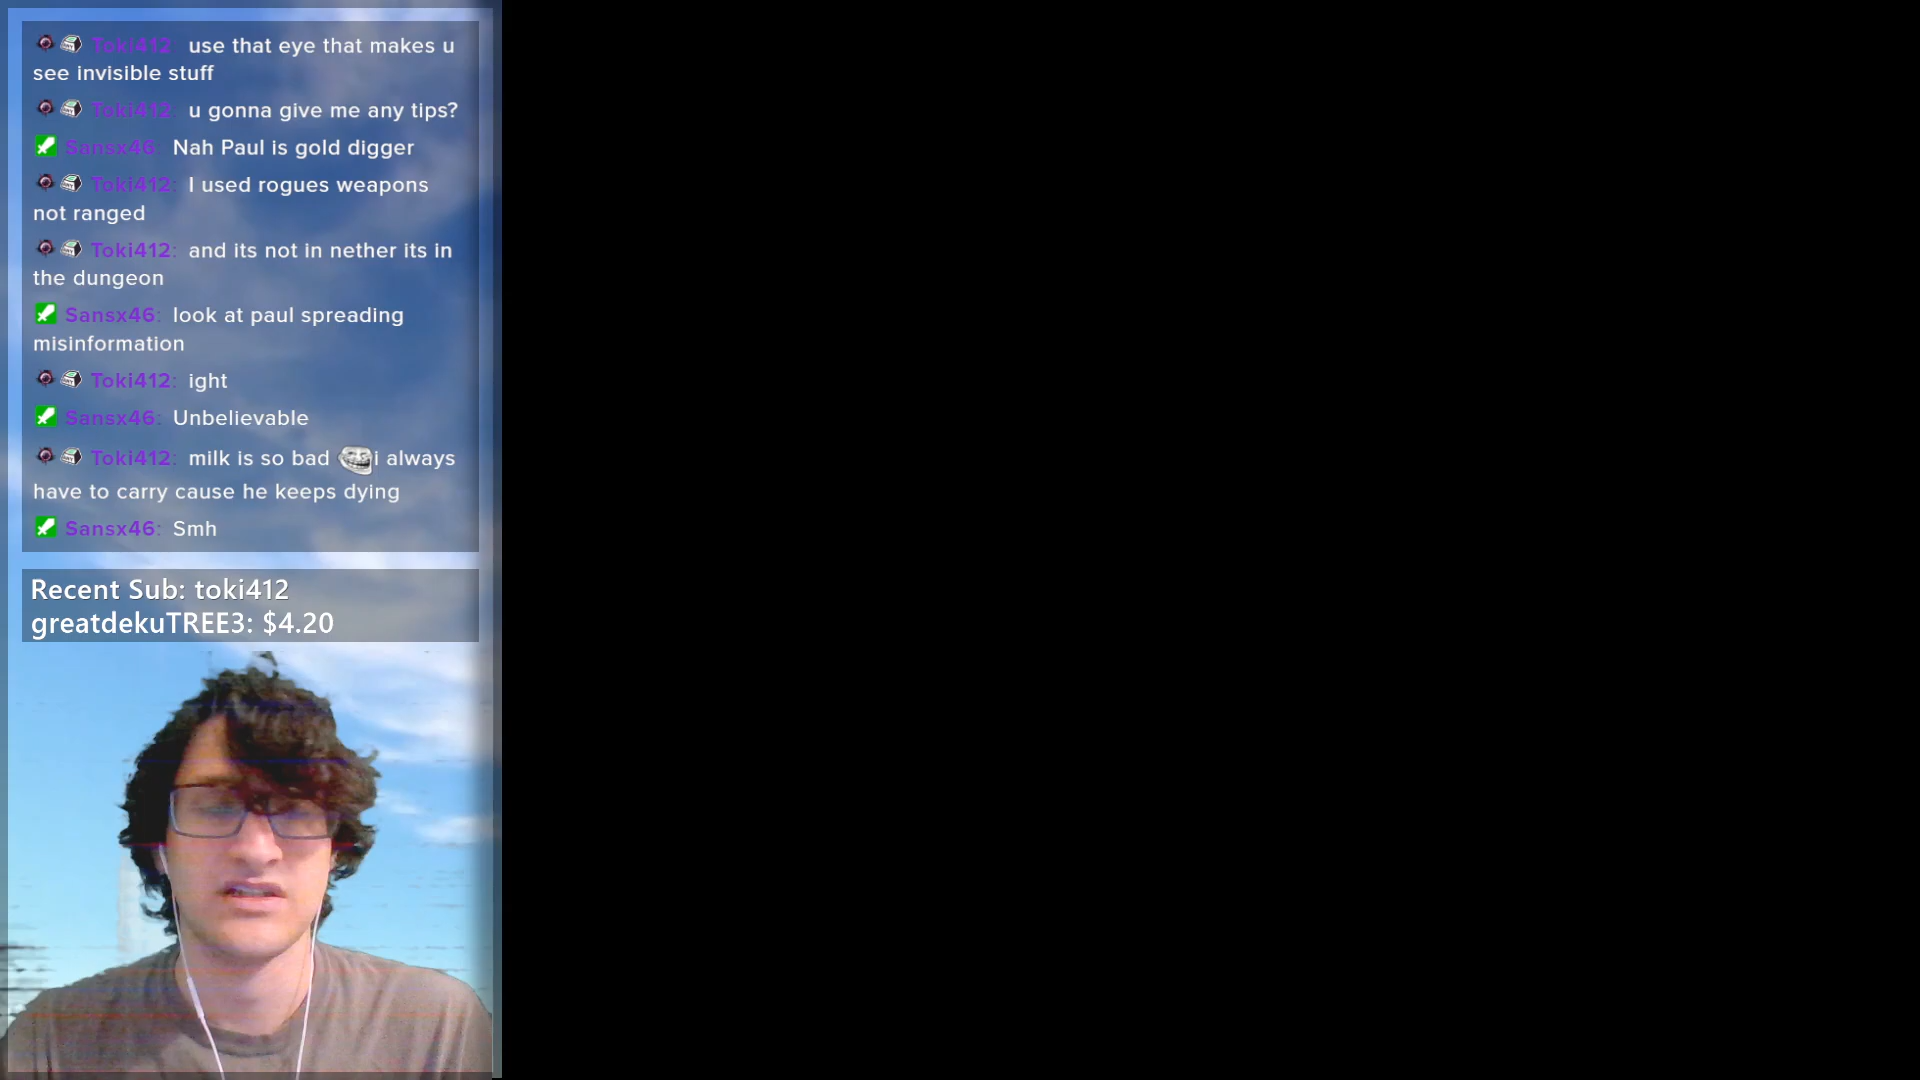 Toki412: use that eye that makes u
see invisible stuff
Toki412: u gonna give me any tips?
Sansx46: Nah Paul is gold digger
Toki412: I used rogues weapons
not ranged
Toki412: and its not in nether its in
the dungeon
Sansx46: look at paul spreading
misinformation
Toki412: ight
Sansx46: Unbelievable
Toki412: milk is so bad i always
have to carry cause he keeps dying
Sansx46: Smh
Recent Sub: toki412
greatdekuTREE3: $4.20